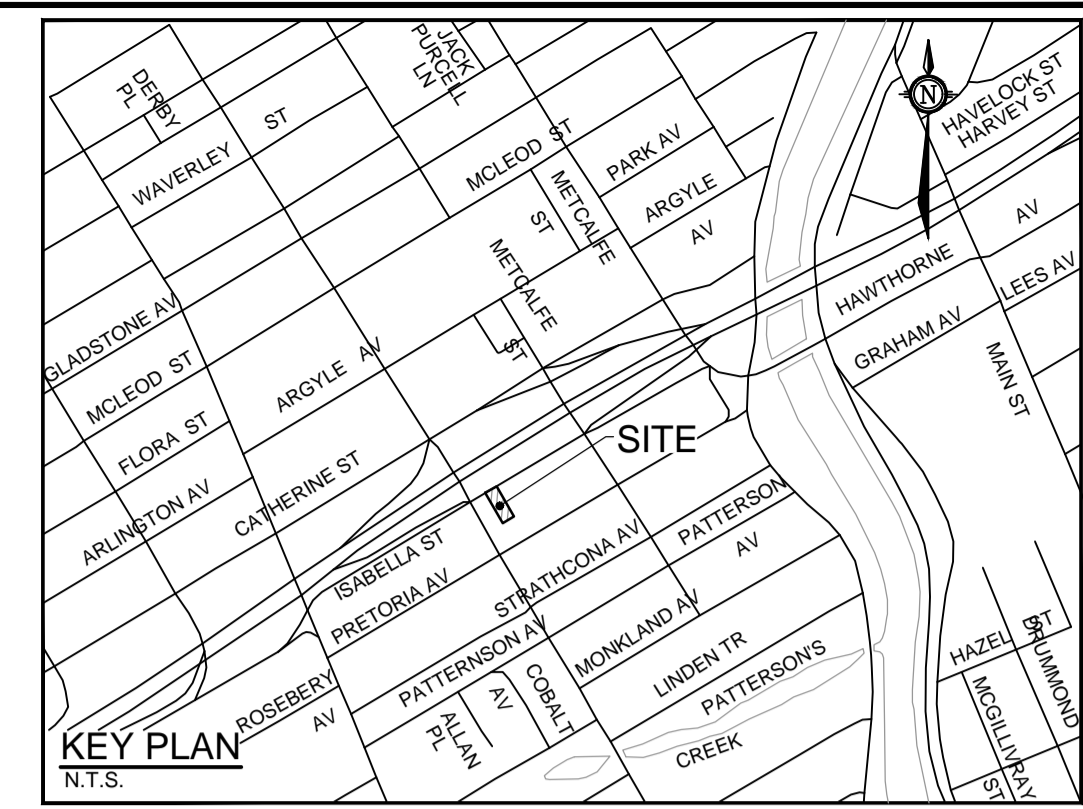 JACK
PURCELL
LN
DERBY
PL
WAVERLEY
ST
MCLEOD ST
PARK AV
METCALFE
ST
ARGYLE
AV
N
HAVELOCK ST
HARVEY ST
AV
LEES AV
HAWTHORNE
GRAHAM AV
MAIN ST
METCALFE
ST
GLADSTONE AV
MCLEOD ST
FLORA ST
ARLINGTON AV
ARGYLE AV
CATHERINE ST
SITE
ISABELLA ST
PRETORIA AV
STRATHCONA AV
PATTERSON
AV
PATTERNSON AV
MONKLAND AV
LINDEN TR
PATTERSON'S
CREEK
COBALT
AV
ALLAN
PL
ROSEBERY
AV
HAZEL ST
DRUMMOND
MCGILLIVRAY
ST
KEY PLAN
N.T.S.